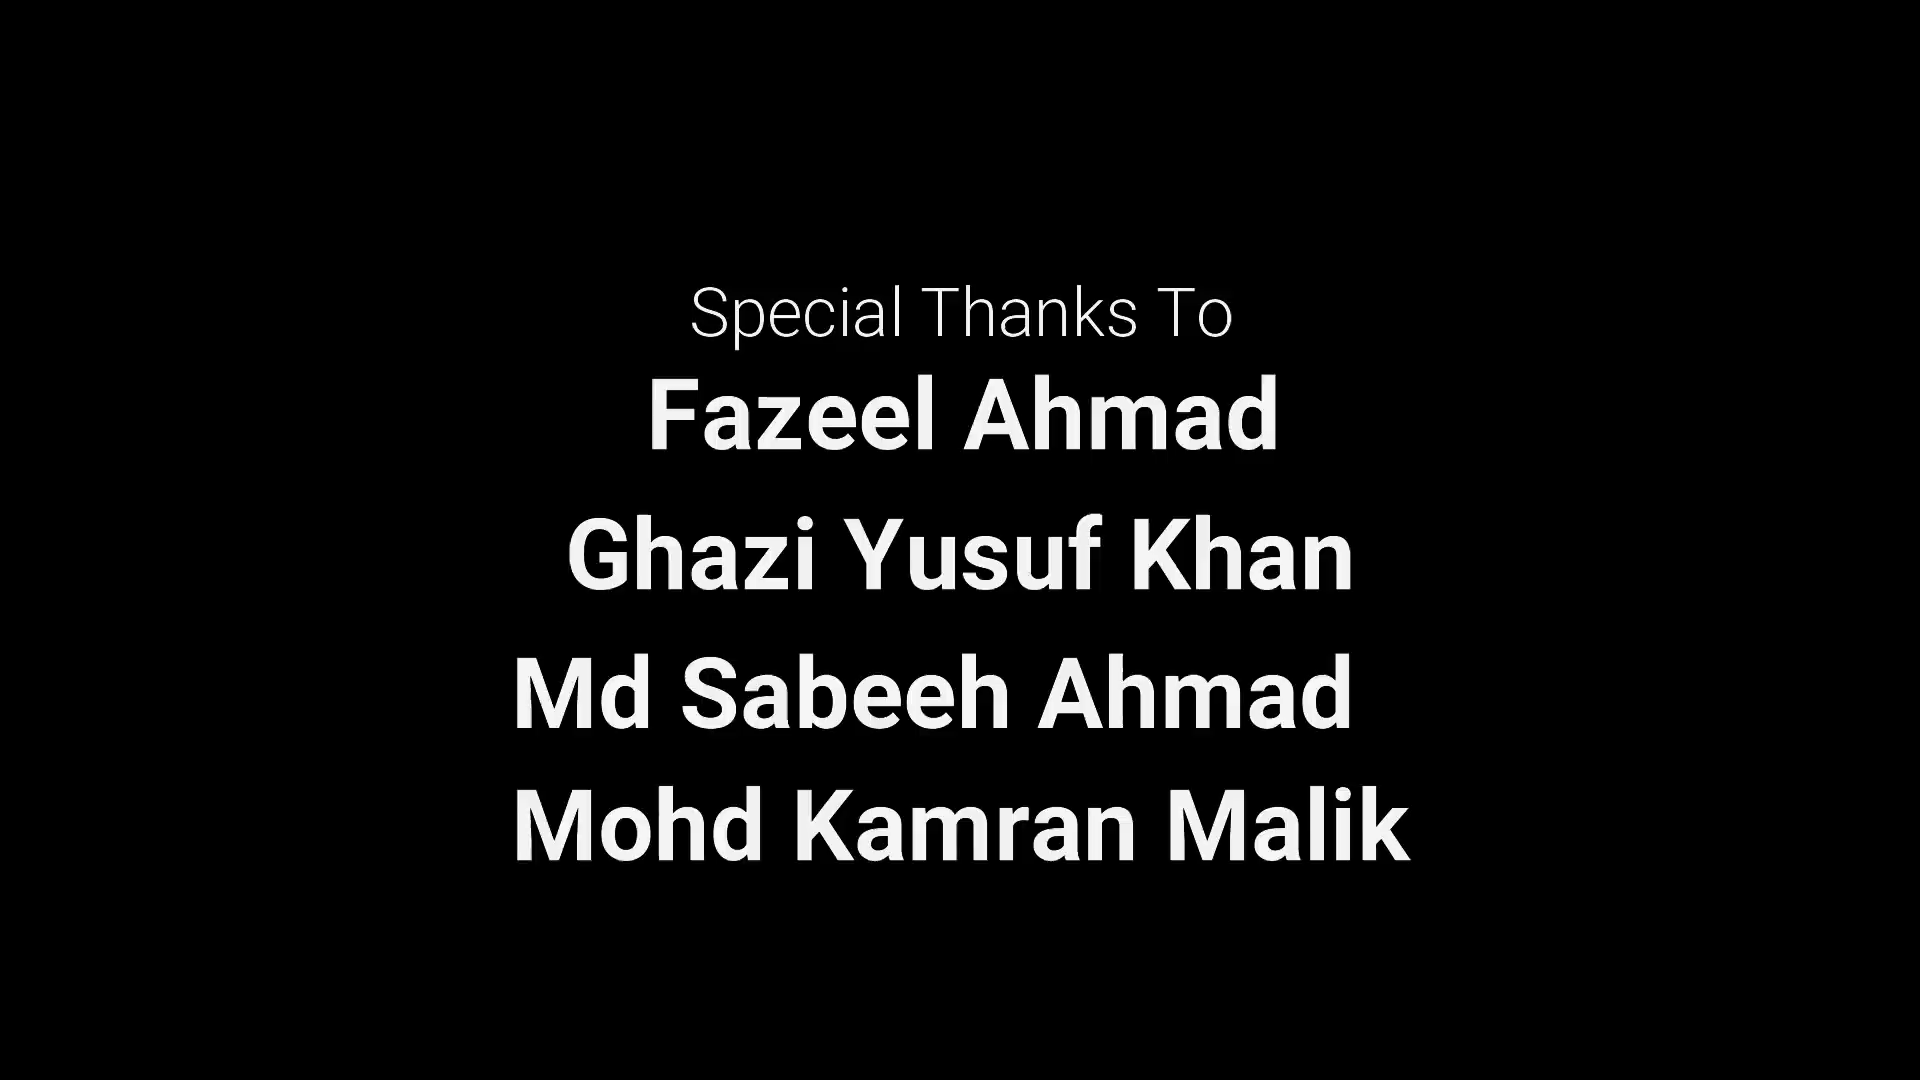 Special Thanks To
Fazeel Ahmad
Ghazi Yusuf Khan
Md Sabeeh Ahmad
Mohd Kamran Malik